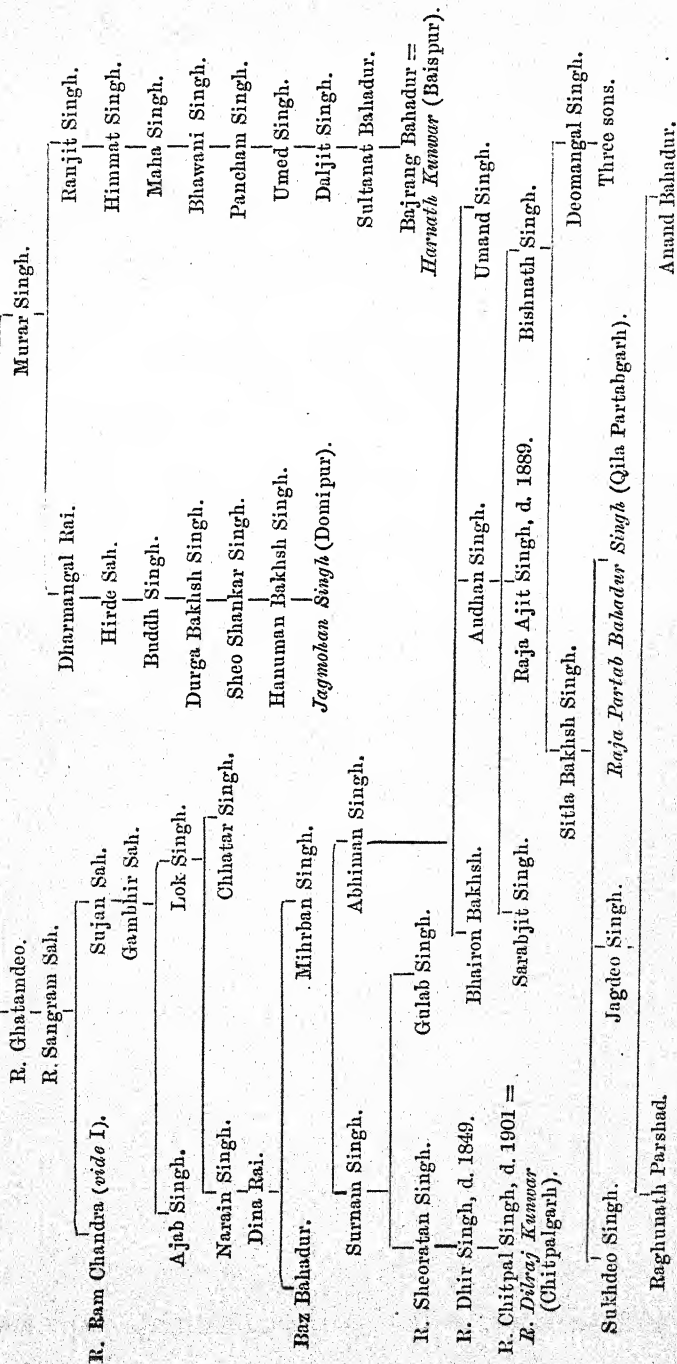 R. Ghatamdeo.
R. Sangram Sah.
R. Ram Chandra (vide I).
Sujan Sah.
Gambhir Sah.
Ajab Singh.
Lok Singh.
Narain Singh.
Chhatar Singh.
Dina Rai.
Baz Bahadur.
Mihrban Singh.
Surnam Singh.
Abhiman Singh.
R. Sheoratan Singh.
Gulab Singh.
R. Dhir Singh, d. 1849.
R. Chitpal Singh, d. 1901 =
R. Dilraj Kunwar
(Chitpalgarh).
Murar Singh.
Dharmangal Rai.
Hirde Sah.
Buddh Singh.
Durga Bakhsh Singh.
Sheo Shankar Singh.
Hanuman Bakhsh Singh.
Jagmohan Singh (Domipur).
Ranjit Singh.
Himmat Singh.
Maha Singh.
Bhawani Singh.
Pancham Singh.
Umed Singh.
Daljit Singh.
Sultanat Bahadur.
Bajrang Bahadur =
Harnath Kunwar (Baispur).
Bhairon Bakhsh.
Audhan Singh.
Umand Singh.
Sarabjit Singh.
Raja Ajit Singh, d. 1889.
Bishnath Singh.
Sitla Bakhsh Singh.
Deomangal Singh.
Three sons.
Sukhdeo Singh.
Jagdeo Singh.
Raja Partab Bahadur Singh (Qila Partabgarh).
Raghunath Parshad.
Anand Bahadur.